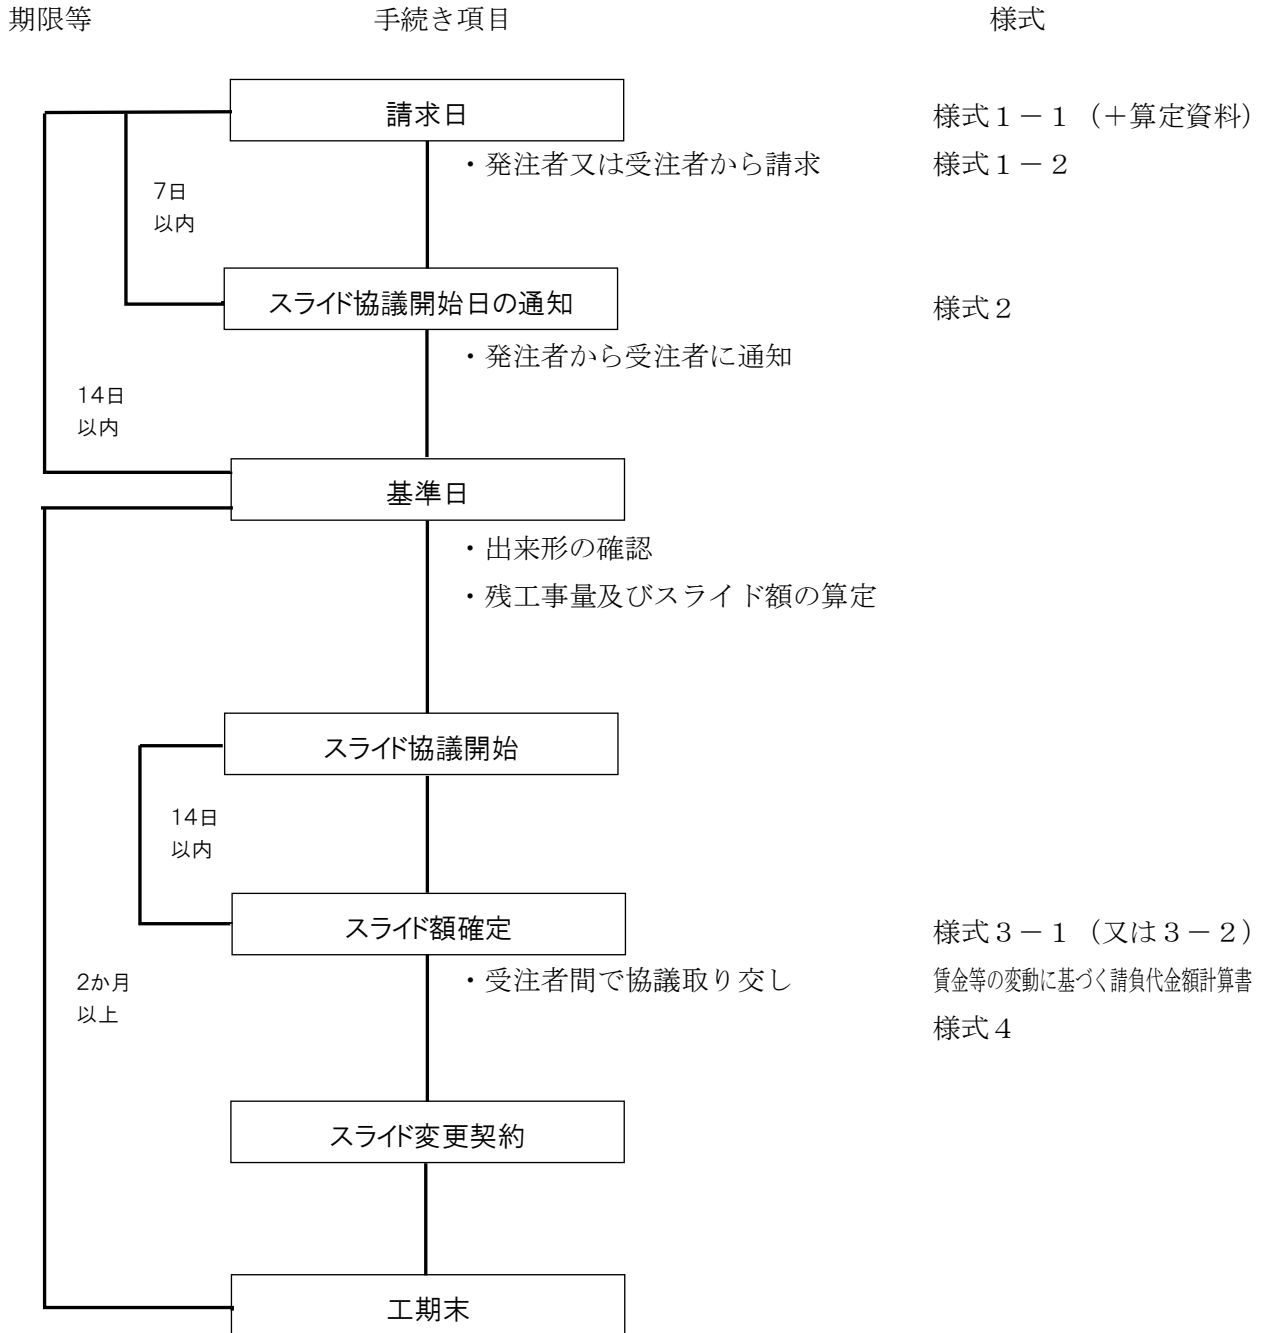 期限等 手続き項目 様式
請求日 様式1－1（＋算定資料）
・発注者又は受注者から請求 様式1－2
7日
以内
スライド協議開始日の通知 様式2
・発注者から受注者に通知
14日
以内
基準日
・出来形の確認
・残工事量及びスライド額の算定
スライド協議開始
14日
以内
スライド額確定 様式3－1（又は3－2）
・受注者間で協議取り交し 賃金等の変動に基づく請負代金額計算書
2か月
以上
様式4
スライド変更契約
工期末